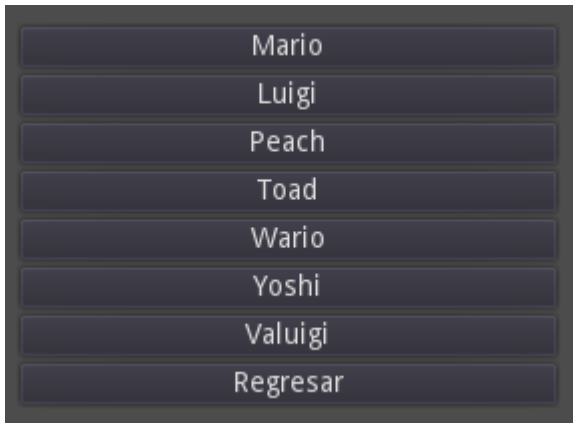 Mario
Luigi
Peach
Toad
Wario
Yoshi
Valuigi
Regresar